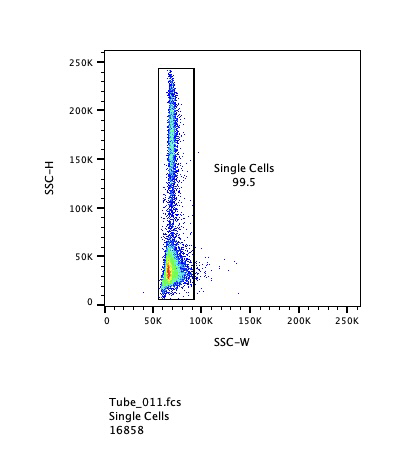 250K
200K
SSC-H
150K
Single Cells
99.5
100K
50K
0
0 50K 100K 150K 200K 250K
SSC-W
Tube_011.fcs
Single Cells
16858